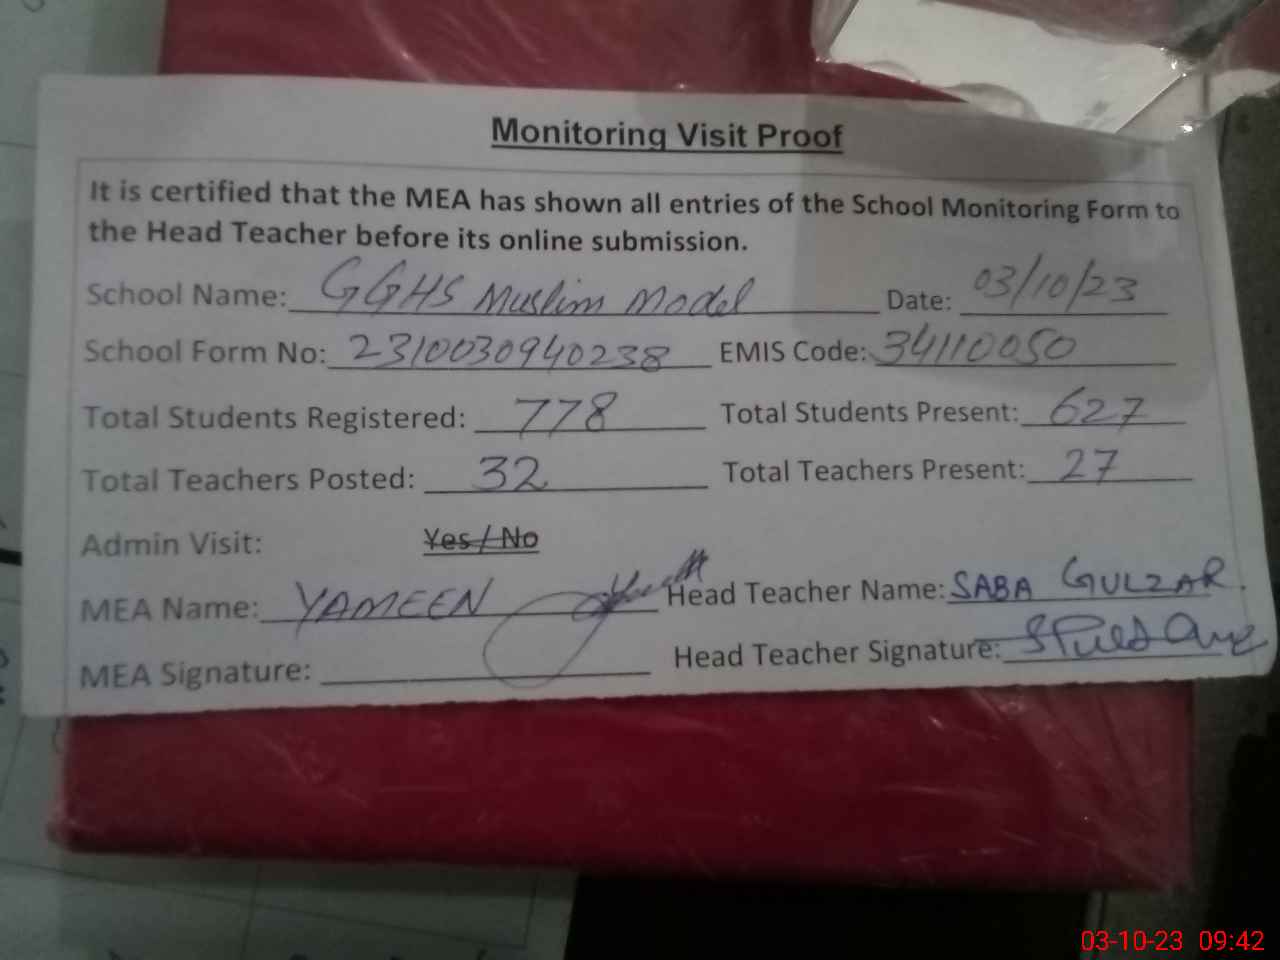 Monitoring Visit Proof
It is certified that the MEA has shown all entries of the School Monitoring Form to
the Head Teacher before its online submission.
School Name: GGHS Muslim Model Date: 03/10/23
School Form No: 2310030940238 EMIS Code: 34110050
Total Students Registered: 778 Total Students Present: 627
Total Teachers Posted: 32 Total Teachers Present: 27
Admin Visit: Yes / No
MEA Name: YAMEEN Head Teacher Name: SABA GULZAR.
MEA Signature: Head Teacher Signature:
03-10-23 09:42